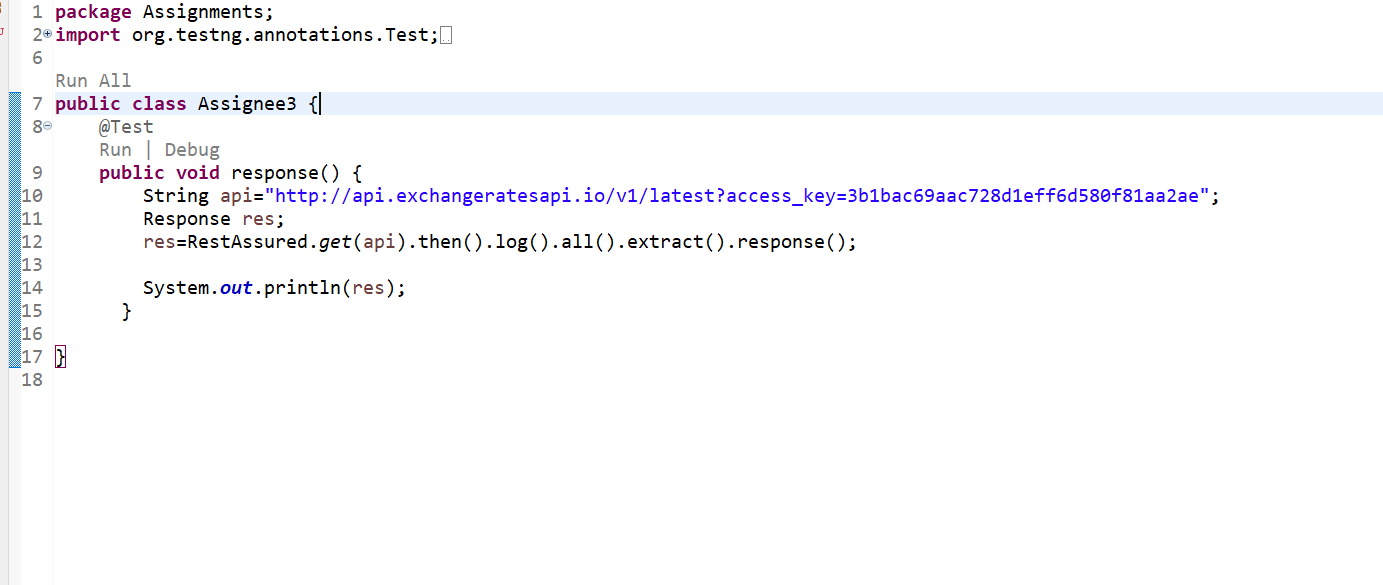 1 package Assignments;
2 import org.testng.annotations.Test;
6
Run All
7 public class Assignee3 {
8 @Test
Run | Debug
9 public void response() {
10 String api="http://api.exchangeratesapi.io/v1/latest?access_key=3b1bac69aac728d1eff6d580f81aa2ae";
11 Response res;
12 res=RestAssured.get(api).then().log().all().extract().response();
13
14 System.out.println(res);
15 }
16
17 }
18